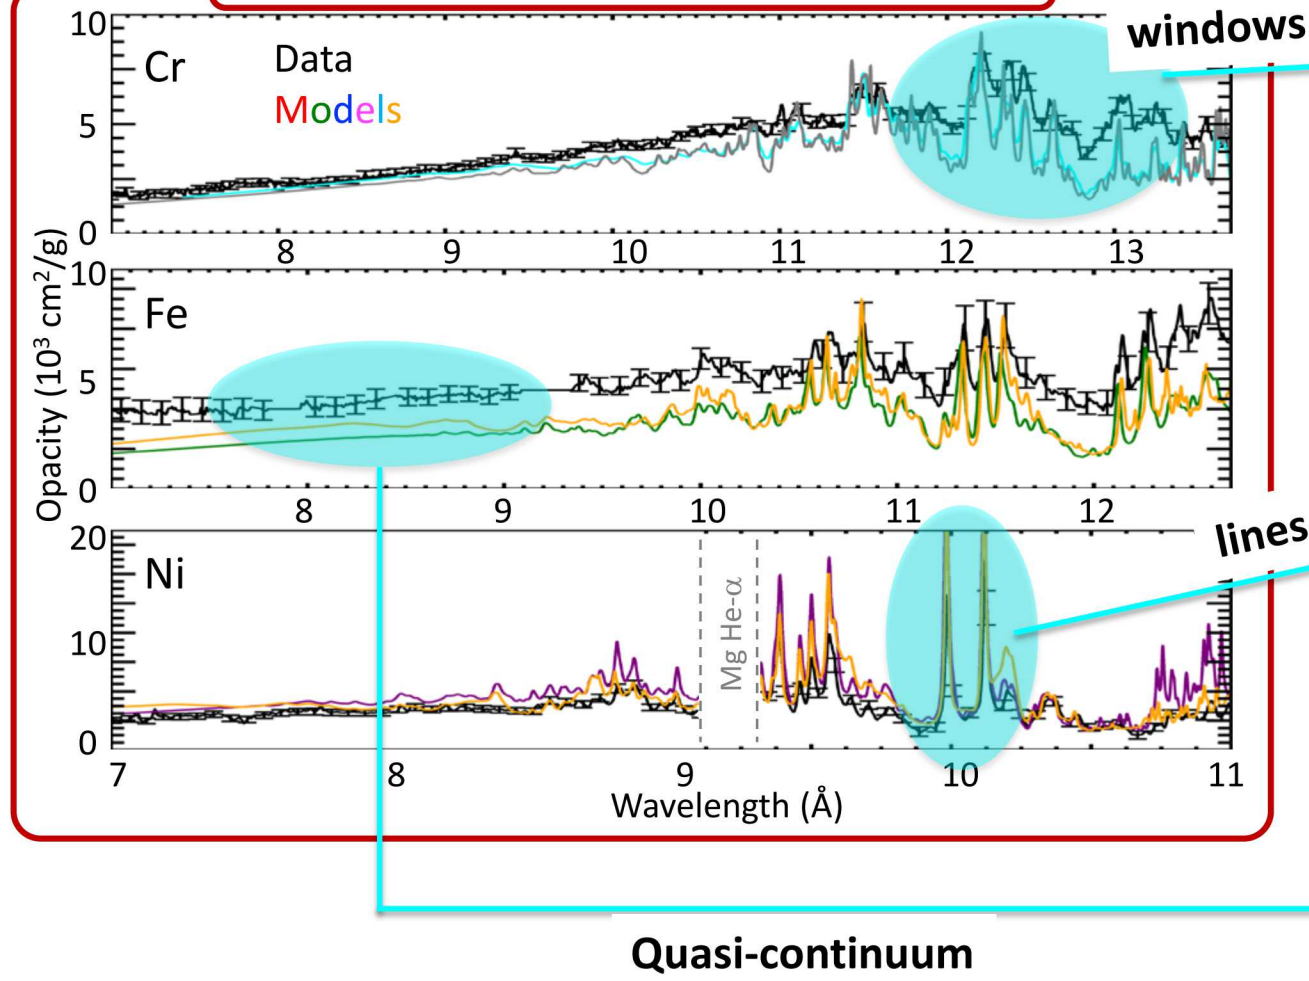 windows
10
Cr
Data
Models
5
0
8 9 10 11 12 13
Opacity (10³ cm²/g)
10
Fe
5
0
8 9 10 11 12
lines
20
Ni
10
Mg He-α
0
7 8 9 10 11
Wavelength (Å)
Quasi-continuum